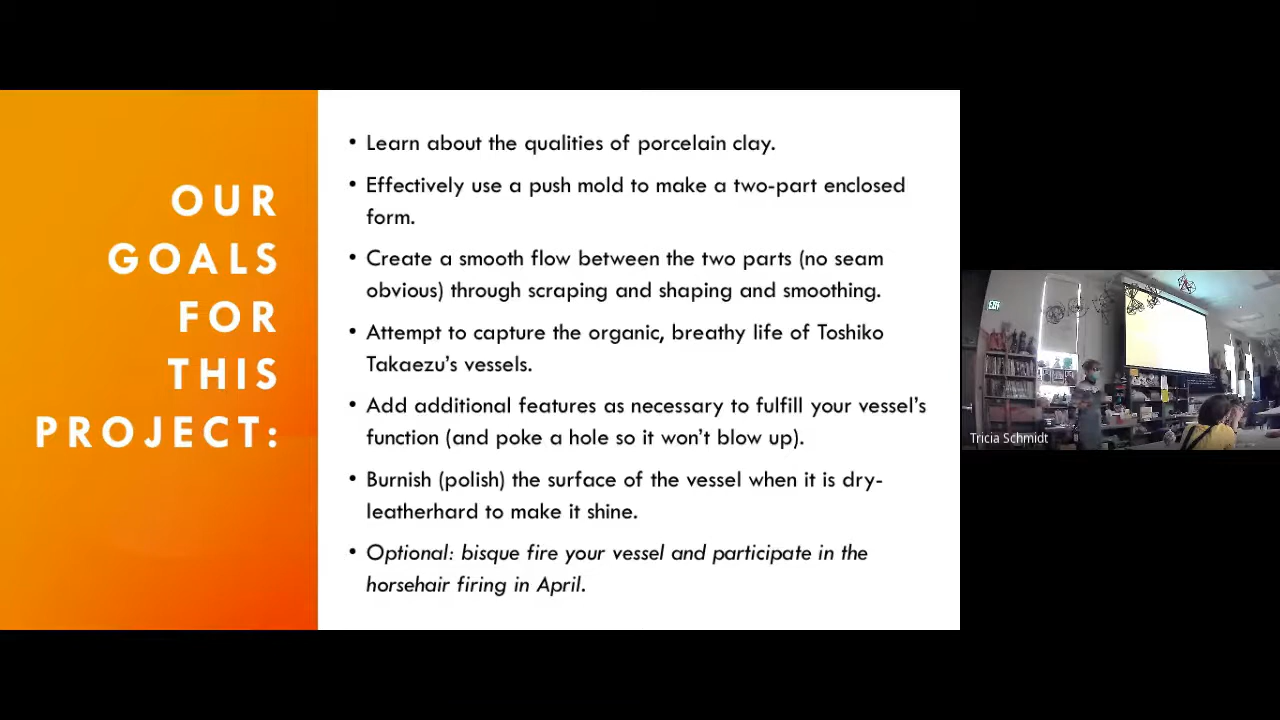 OUR
GOALS
FOR
THIS
PROJECT:
• Learn about the qualities of porcelain clay.
• Effectively use a push mold to make a two-part enclosed
form.
• Create a smooth flow between the two parts (no seam
obvious) through scraping and shaping and smoothing.
• Attempt to capture the organic, breathy life of Toshiko
Takaezu’s vessels.
• Add additional features as necessary to fulfill your vessel’s
function (and poke a hole so it won’t blow up).
• Burnish (polish) the surface of the vessel when it is dry-
leatherhard to make it shine.
• Optional: bisque fire your vessel and participate in the
horsehair firing in April.
EXIT
Tricia Schmidt